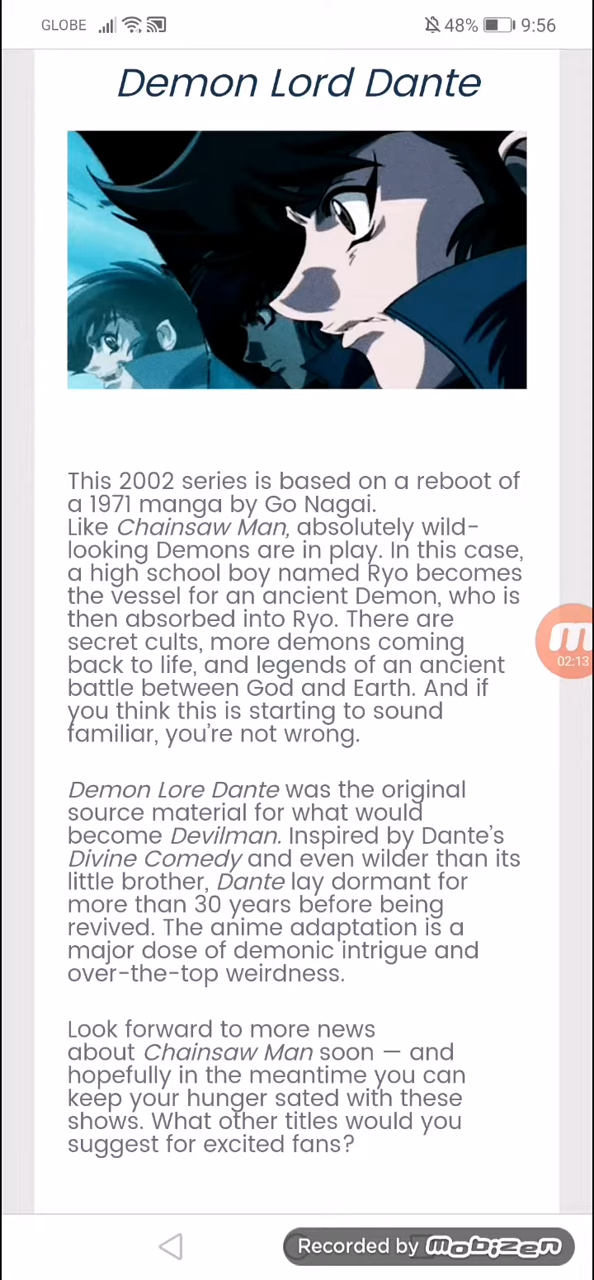 GLOBE 48% 9:56
Demon Lord Dante
This 2002 series is based on a reboot of
a 1971 manga by Go Nagai.
Like Chainsaw Man, absolutely wild-
looking Demons are in play. In this case,
a high school boy named Ryo becomes
the vessel for an ancient Demon, who is
then absorbed into Ryo. There are
secret cults, more demons coming
back to life, and legends of an ancient
battle between God and Earth. And if
you think this is starting to sound
familiar, you're not wrong.
Demon Lore Dante was the original
source material for what would
become Devilman. Inspired by Dante's
Divine Comedy and even wilder than its
little brother, Dante lay dormant for
more than 30 years before being
revived. The anime adaptation is a
major dose of demonic intrigue and
over-the-top weirdness.
Look forward to more news
about Chainsaw Man soon — and
hopefully in the meantime you can
keep your hunger sated with these
shows. What other titles would you
suggest for excited fans?
m
02:13
Recorded by mobizen